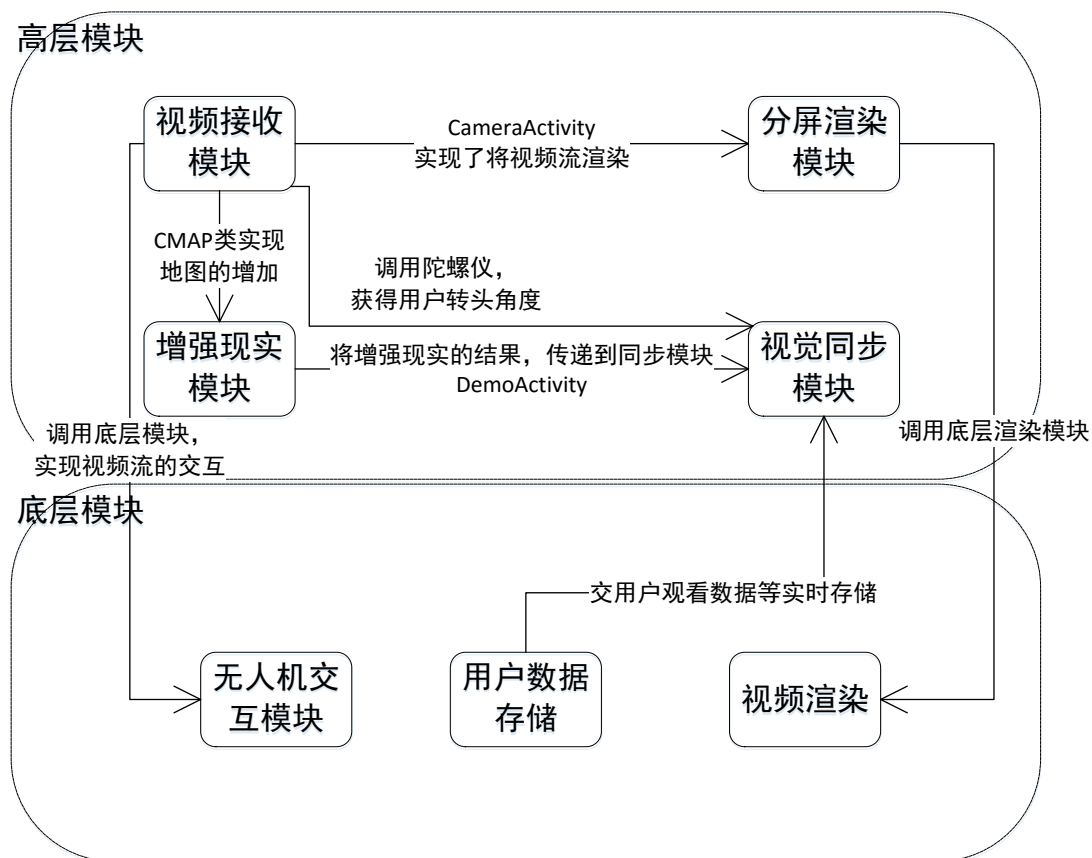 高层模块
视频接收
模块
CameraActivity
实现了将视频流渲染
分屏渲染
模块
CMAP类实现
地图的增加
调用陀螺仪，
获得用户转头角度
增强现实
模块
将增强现实的结果，传递到同步模块
DemoActivity
视觉同步
模块
调用底层模块，
实现视频流的交互
调用底层渲染模块
底层模块
交用户观看数据等实时存储
无人机交
互模块
用户数据
存储
视频渲染